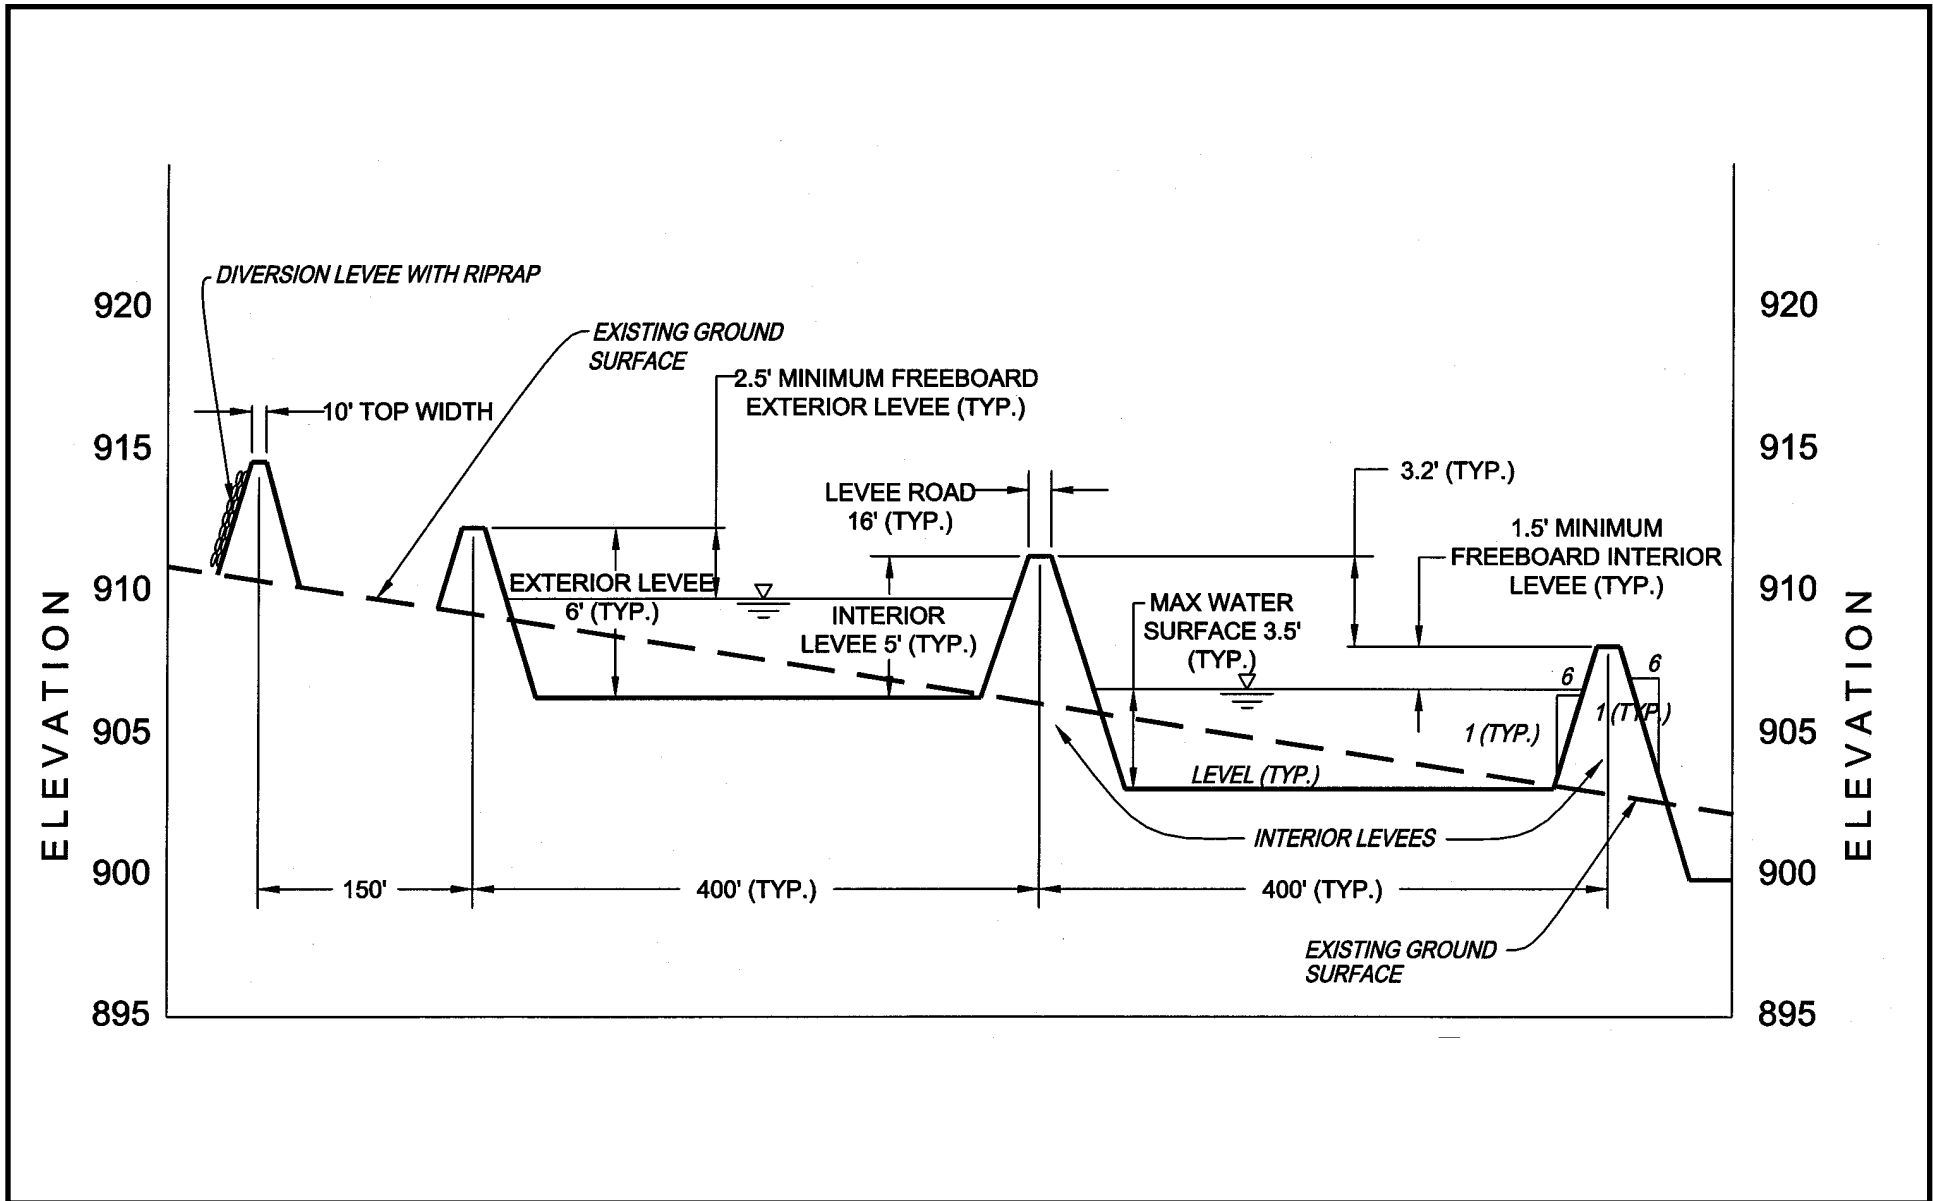 DIVERSION LEVEE WITH RIPRAP
EXISTING GROUND
SURFACE
2.5' MINIMUM FREEBOARD
EXTERIOR LEVEE (TYP.)
10' TOP WIDTH
LEVEE ROAD
16' (TYP.)
3.2' (TYP.)
1.5' MINIMUM
FREEBOARD INTERIOR
LEVEE (TYP.)
EXTERIOR LEVEE
6' (TYP.)
INTERIOR
LEVEE 5' (TYP.)
MAX WATER
SURFACE 3.5'
(TYP.)
6
6
1 (TYP.)
1 (TYP.)
LEVEL (TYP.)
INTERIOR LEVEES
150'
400' (TYP.)
400' (TYP.)
EXISTING GROUND
SURFACE
ELEVATION
920
915
910
905
900
895
920
915
910
905
900
895
ELEVATION